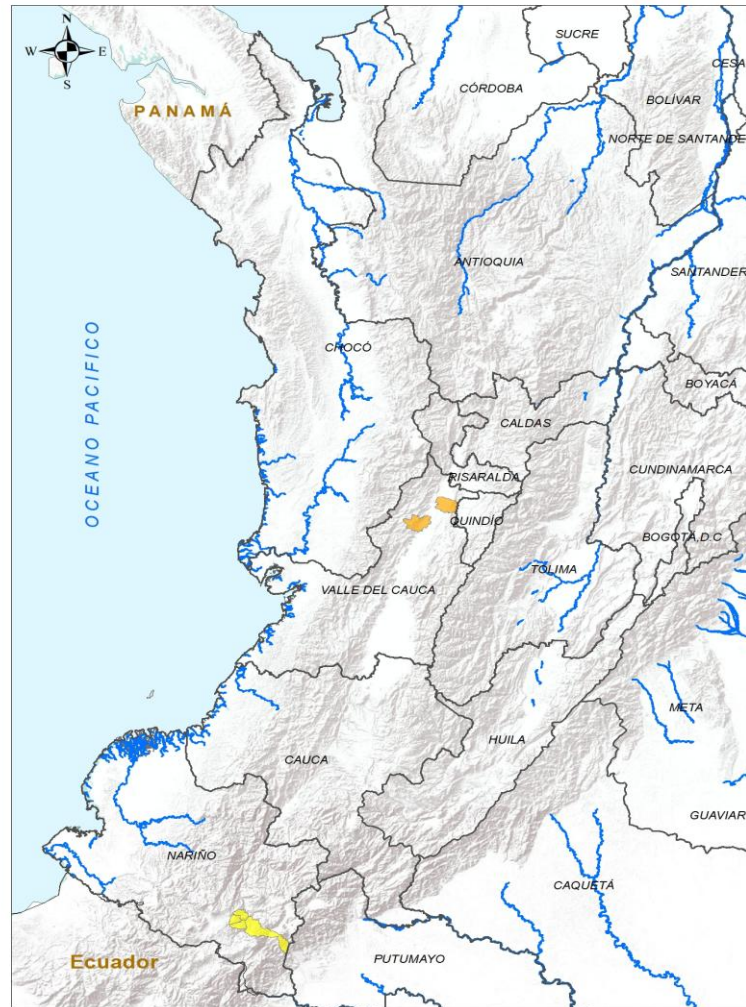 N
W E
S
PANAMÁ
SUCRE
CÓRDOBA
CESA
BOLÍVAR
NORTE DE SANTANDE
ANTIOQUIA
SANTANDER
CHOCÓ
BOYACÁ
CALDAS
CUNDINAMARCA
RISARALDA
QUINDÍO
BOGOTÁ,D.C
TOLIMA
VALLE DEL CAUCA
OCEANO PACIFICO
META
HUILA
CAUCA
GUAVIAR
NARIÑO
CAQUETÁ
Ecuador
PUTUMAYO